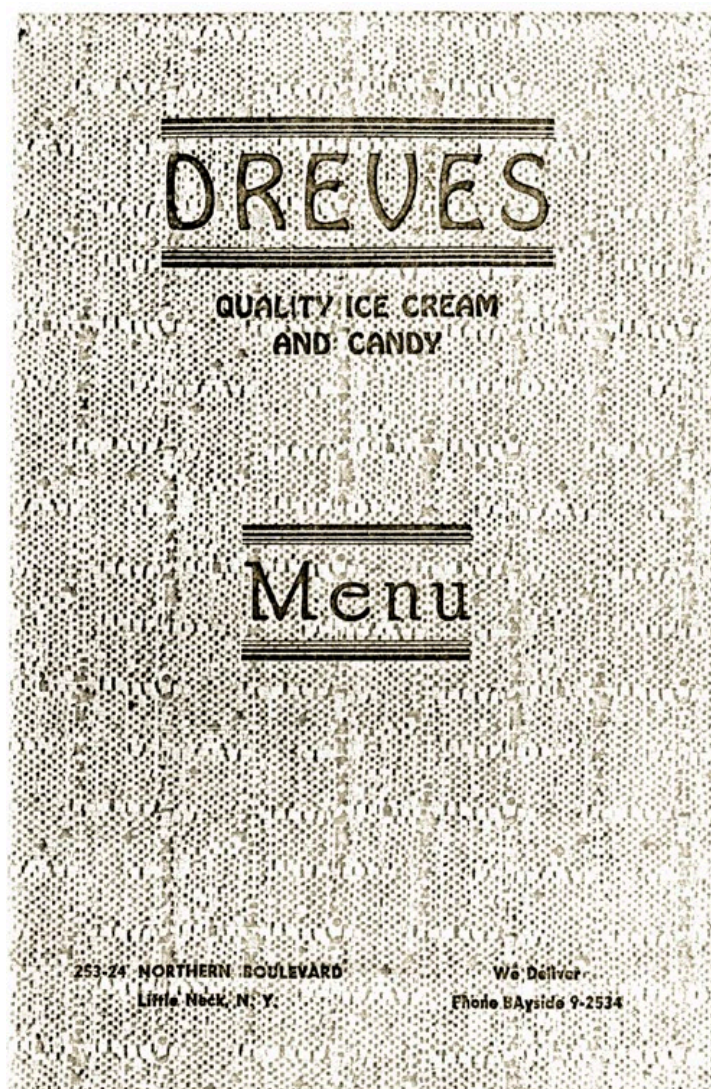 DREVES
QUALITY ICE CREAM
AND CANDY
Menu
253-24 NORTHERN BOULEVARD
Little Neck, N. Y.
We Deliver
Phone BAyside 9-2534